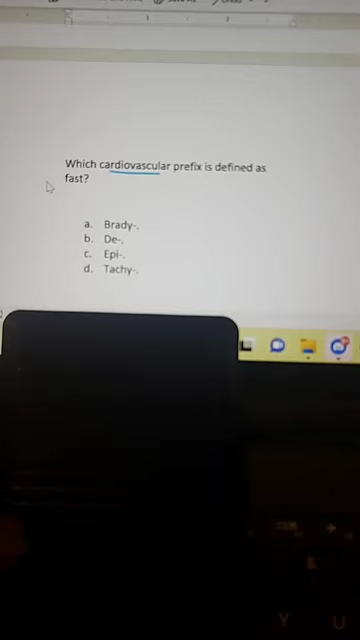 Which cardiovascular prefix is defined as
fast?
a. Brady-.
b. De-.
c. Epi-.
d. Tachy-.
Y U